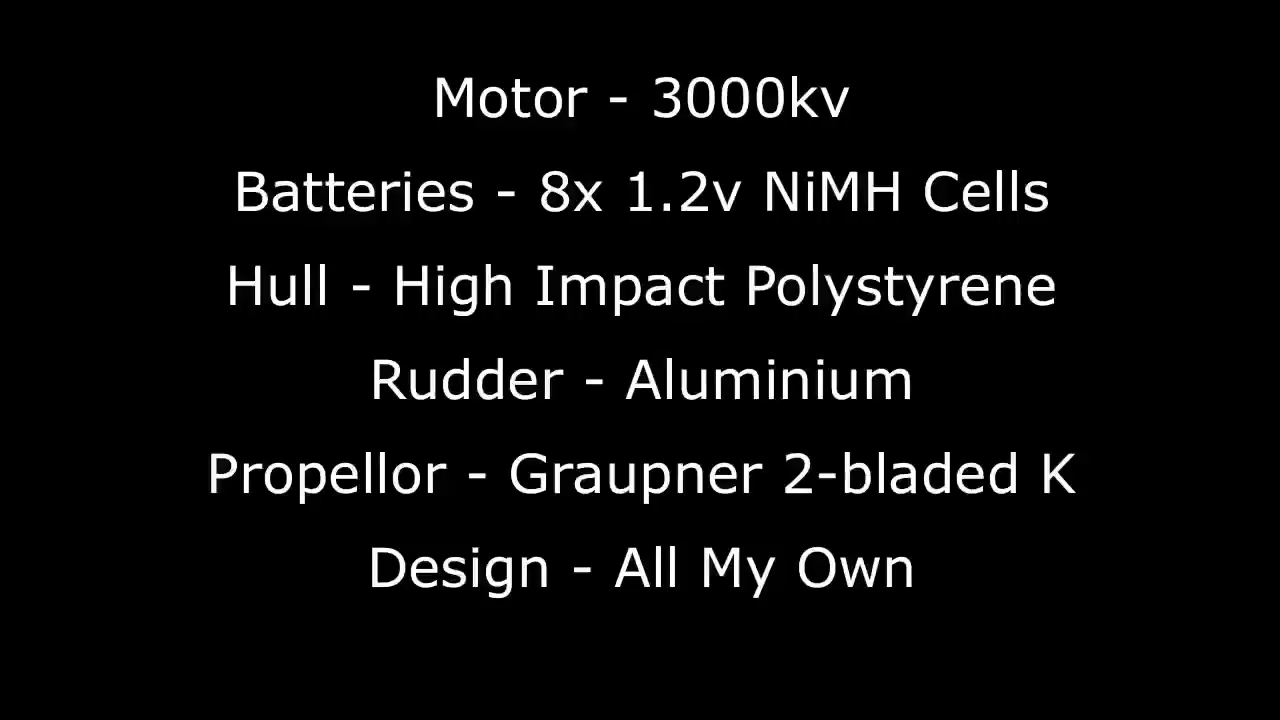 Motor - 3000kv
Batteries - 8x 1.2v NiMH Cells
Hull - High Impact Polystyrene
Rudder - Aluminium
Propellor - Graupner 2-bladed K
Design - All My Own